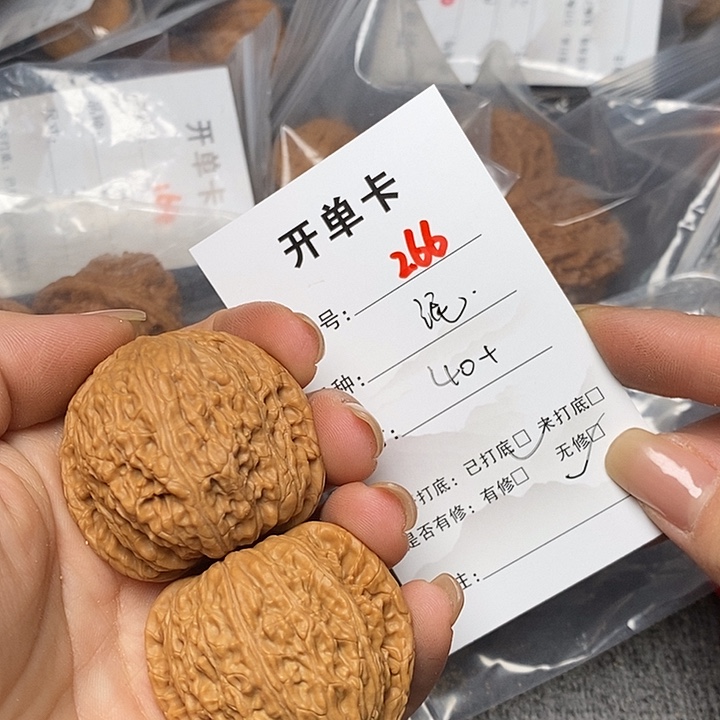 开单卡
号: 266
种: 泥.
: 40+
打底: 已打底☑ 未打底□
是否有修: 有修□ 无修☑
注:
开单卡